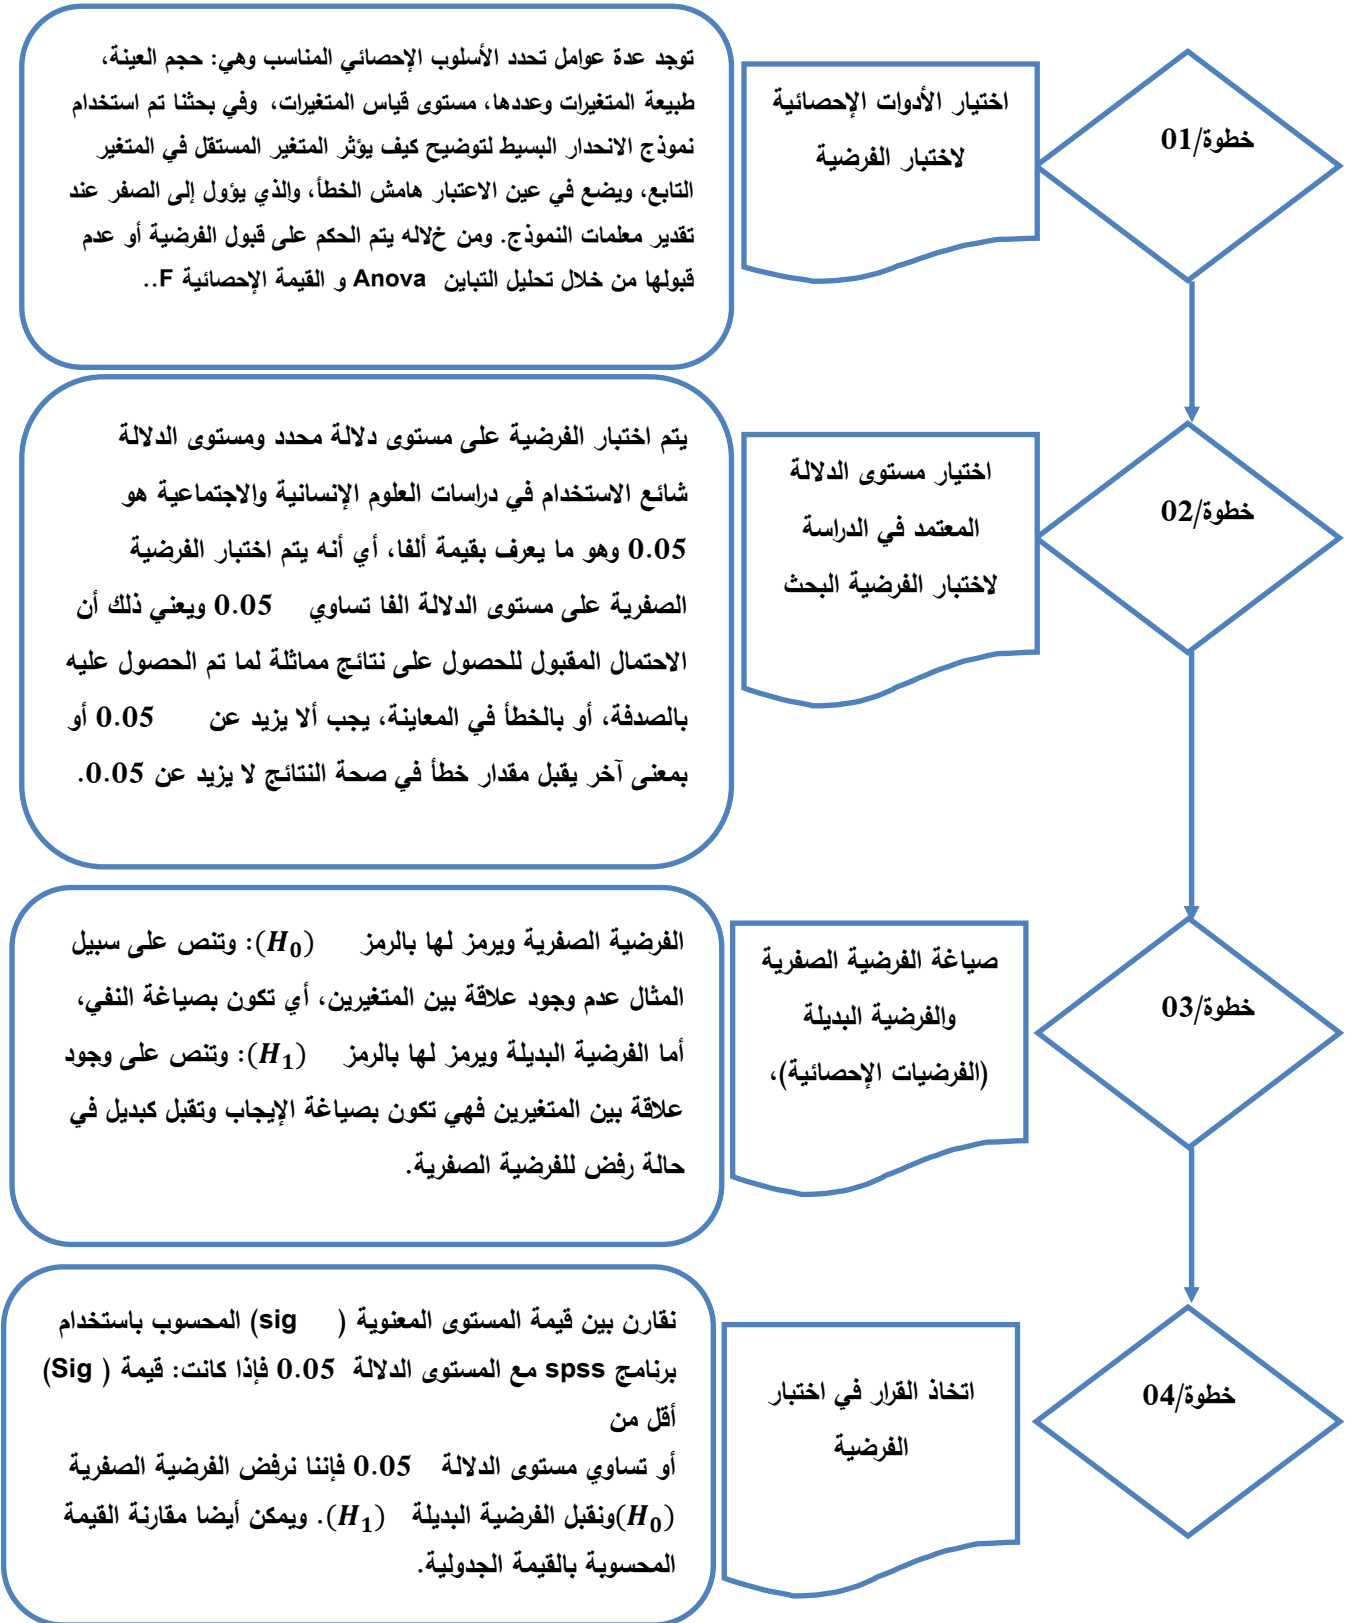 خطوة/01
اختيار الأدوات الإحصائية
لاختبار الفرضية
توجد عدة عوامل تحدد الأسلوب الإحصائي المناسب وهي: حجم العينة،
طبيعة المتغيرات وعددها، مستوى قياس المتغيرات، وفي بحثنا تم استخدام
نموذج الانحدار البسيط لتوضيح كيف يؤثر المتغير المستقل في المتغير
التابع، ويضع في عين الاعتبار هامش الخطأ، والذي يؤول إلى الصفر عند
تقدير معلمات النموذج. ومن خلاله يتم الحكم على قبول الفرضية أو عدم
قبولها من خلال تحليل التباين Anova و القيمة الإحصائية F..
خطوة/02
اختيار مستوى الدلالة
المعتمد في الدراسة
لاختبار الفرضية البحث
يتم اختبار الفرضية على مستوى دلالة محدد ومستوى الدلالة
شائع الاستخدام في دراسات العلوم الإنسانية والاجتماعية هو
0.05 وهو ما يعرف بقيمة ألفا، أي أنه يتم اختبار الفرضية
الصفرية على مستوى الدلالة الفا تساوي 0.05 ويعني ذلك أن
الاحتمال المقبول للحصول على نتائج مماثلة لما تم الحصول عليه
بالصدفة، أو بالخطأ في المعاينة، يجب ألا يزيد عن 0.05 أو
بمعنى آخر يقبل مقدار خطأ في صحة النتائج لا يزيد عن 0.05.
خطوة/03
صياغة الفرضية الصفرية
والفرضية البديلة
(الفرضيات الإحصائية)،
الفرضية الصفرية ويرمز لها بالرمز (H₀): وتنص على سبيل
المثال عدم وجود علاقة بين المتغيرين، أي تكون بصياغة النفي،
أما الفرضية البديلة ويرمز لها بالرمز (H₁): وتنص على وجود
علاقة بين المتغيرين فهي تكون بصياغة الإيجاب وتقبل كبديل في
حالة رفض للفرضية الصفرية.
خطوة/04
اتخاذ القرار في اختبار
الفرضية
نقارن بين قيمة المستوى المعنوية ( sig) المحسوب باستخدام
برنامج spss مع المستوى الدلالة 0.05 فإذا كانت: قيمة ( Sig)
أقل من
أو تساوي مستوى الدلالة 0.05 فإننا نرفض الفرضية الصفرية
(H₀)ونقبل الفرضية البديلة (H₁). ويمكن أيضا مقارنة القيمة
المحسوبة بالقيمة الجدولية.